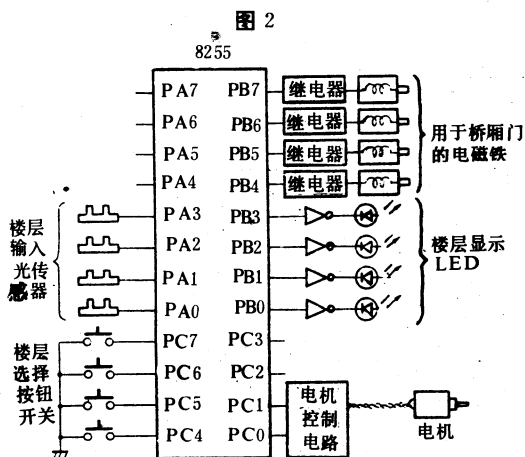 图 2
8255
PA7 PB7 继电器
PA6 PB6 继电器
PA5 PB5 继电器
PA4 PB4 继电器
用于桥厢门
的电磁铁
PA3 PB3
PA2 PB2
PA1 PB1
PA0 PB0
楼层
输入
光传
感器
楼层显示
LED
PC7 PC3
PC6 PC2
PC5 PC1
PC4 PC0
楼层
选择
按钮
开关
电机
控制
电路
电机